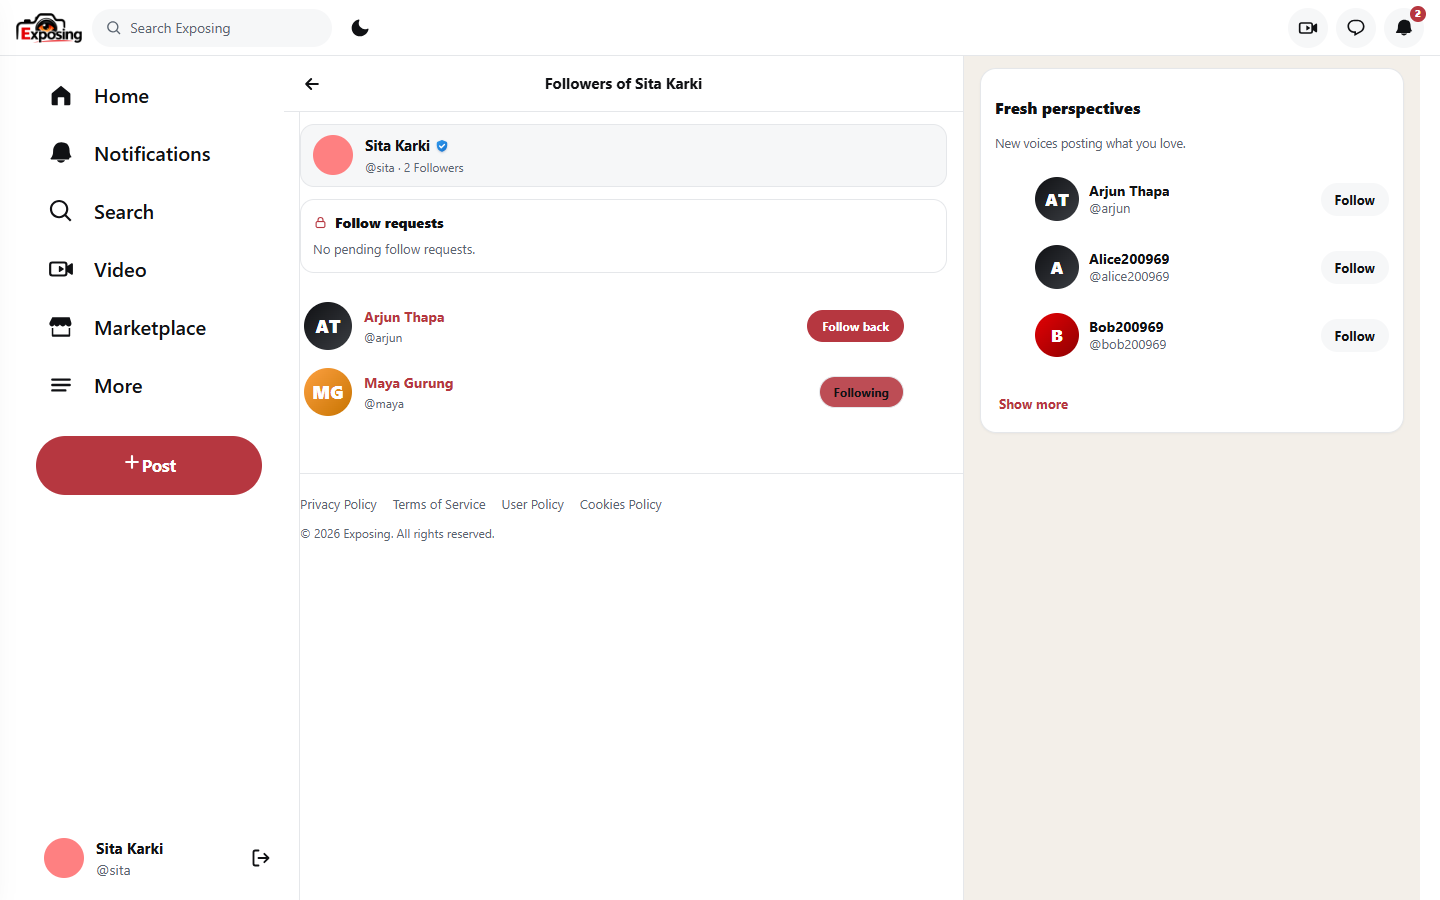 Exposing
Search Exposing
2
Home
Notifications
Search
Video
Marketplace
More
+ Post
Sita Karki
@sita
Followers of Sita Karki
Sita Karki
@sita · 2 Followers
Follow requests
No pending follow requests.
AT
Arjun Thapa
@arjun
Follow back
MG
Maya Gurung
@maya
Following
Privacy Policy Terms of Service User Policy Cookies Policy
© 2026 Exposing. All rights reserved.
Fresh perspectives
New voices posting what you love.
AT
Arjun Thapa
@arjun
Follow
A
Alice200969
@alice200969
Follow
B
Bob200969
@bob200969
Follow
Show more